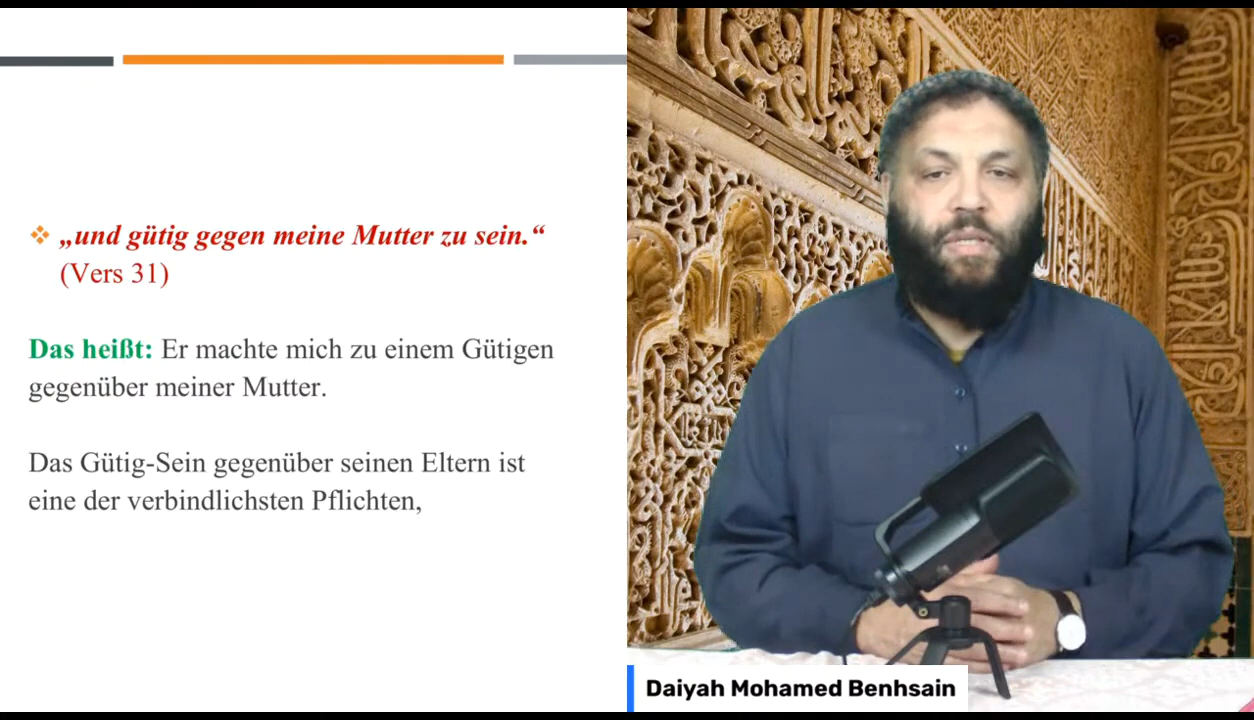 „und gütig gegen meine Mutter zu sein.“
(Vers 31)
Das heißt: Er machte mich zu einem Gütigen
gegenüber meiner Mutter.
Das Gütig-Sein gegenüber seinen Eltern ist
eine der verbindlichsten Pflichten,
Daiyah Mohamed Benhsain